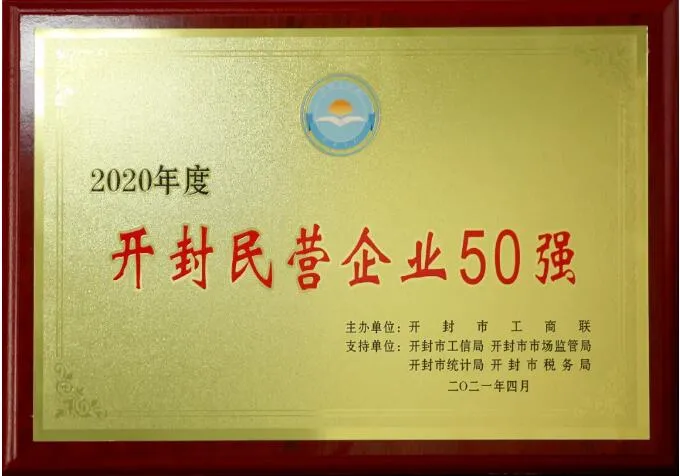 2020年度
开封民营企业50强
主办单位：开封市工商联
支持单位：开封市工信局 开封市市场监管局
开封市统计局 开封市税务局
二〇二一年四月